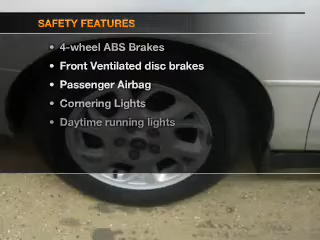 SAFETY FEATURES
• 4-wheel ABS Brakes
• Front Ventilated disc brakes
• Passenger Airbag
• Cornering Lights
• Daytime running lights